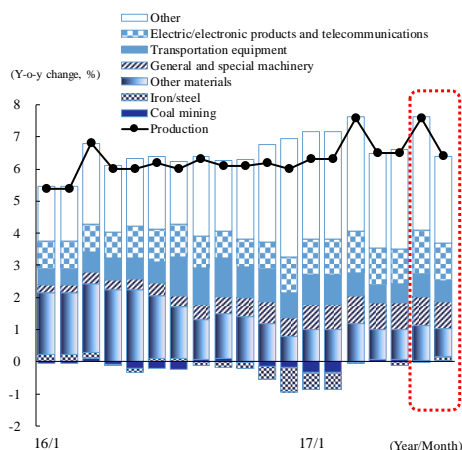 Other
Electric/electronic products and telecommunications
Transportation equipment
(Y-o-y change, %)
General and special machinery
Other materials
Iron/steel
Coal mining
Production
8
7
6
5
4
3
2
1
0
-1
-2
16/1
17/1
(Year/Month)